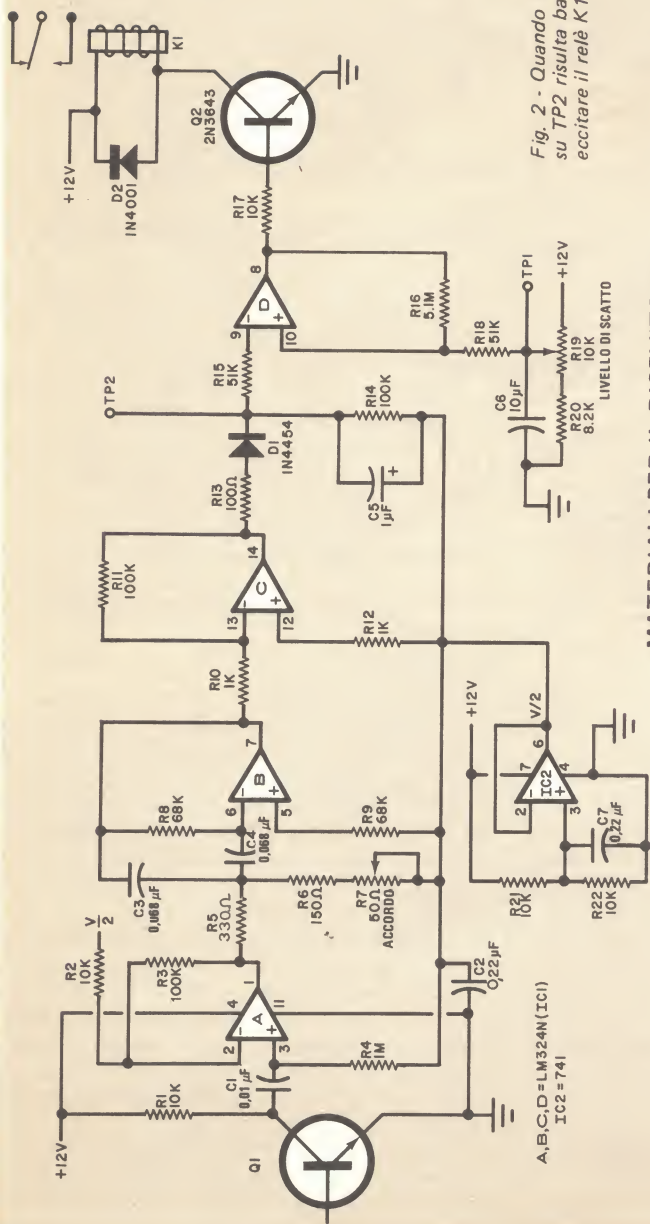 +12V
R1
10K
Q1
C1
0,01 µF
R2
10K
V/2
R3
100K
2
3
4
11
1
A
R4
1M
C2
0,22µF
A,B,C,D=LM324N(IC1)
IC2=741
R5
330Ω
C3
0,068 µF
C4
0,068 µF
R6
150Ω
R7
50Ω
ACCORDO
R8
68K
6
5
7
B
R9
68K
R10
1K
R11
100K
13
12
14
C
R12
1K
R13
100Ω
D1
1N4454
TP2
C5
1µF
+
R14
100K
R15
51K
9
10
8
D
R16
5.1M
R17
10K
R18
51K
TP1
C6
10µF
R20
8.2K
R19
10K
+12V
LIVELLO DI SCATTO
+12V
D2
1N4001
K1
Q2
2N3643
R21
10K
R22
10K
C7
0,22 µF
+12V
2
3
7
4
6
IC2
V/2
Fig. 2 - Quando
su TP2 risulta ba
eccitare il relè K1